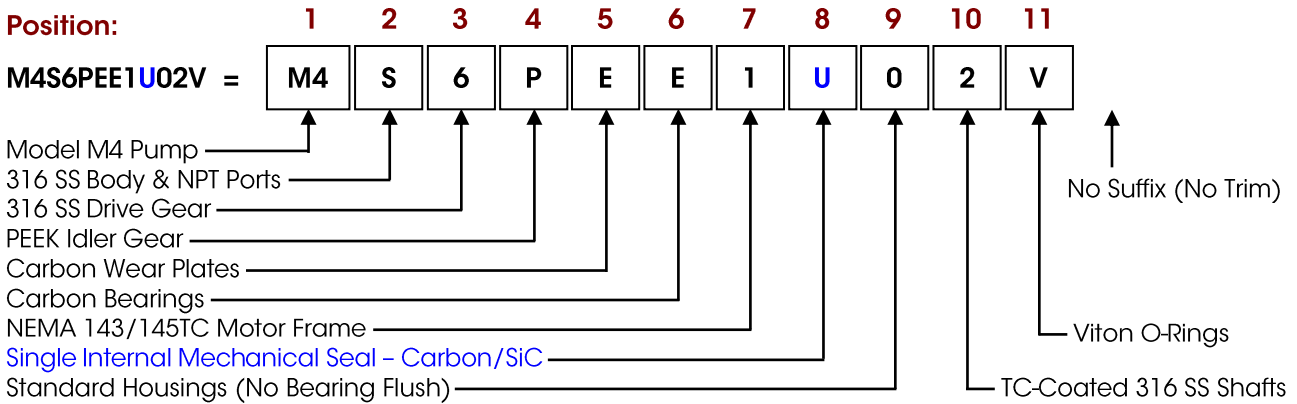 Position: 1 2 3 4 5 6 7 8 9 10 11
M4S6PEE1U02V = M4 S 6 P E E 1 U 0 2 V
Model M4 Pump
316 SS Body & NPT Ports
No Suffix (No Trim)
316 SS Drive Gear
PEEK Idler Gear
Carbon Wear Plates
Carbon Bearings
NEMA 143/145TC Motor Frame
Viton O-Rings
Single Internal Mechanical Seal – Carbon/SiC
Standard Housings (No Bearing Flush)
TC-Coated 316 SS Shafts